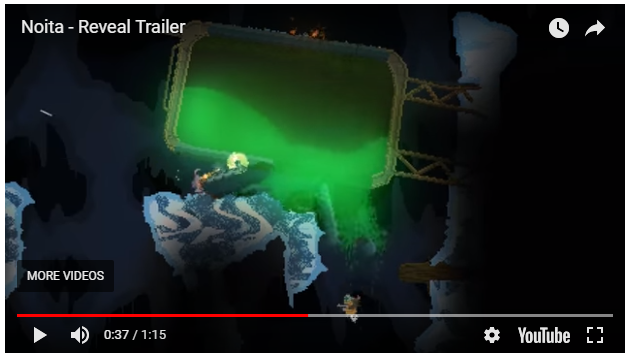 Noita - Reveal Trailer
MORE VIDEOS
0:37 / 1:15
YouTube